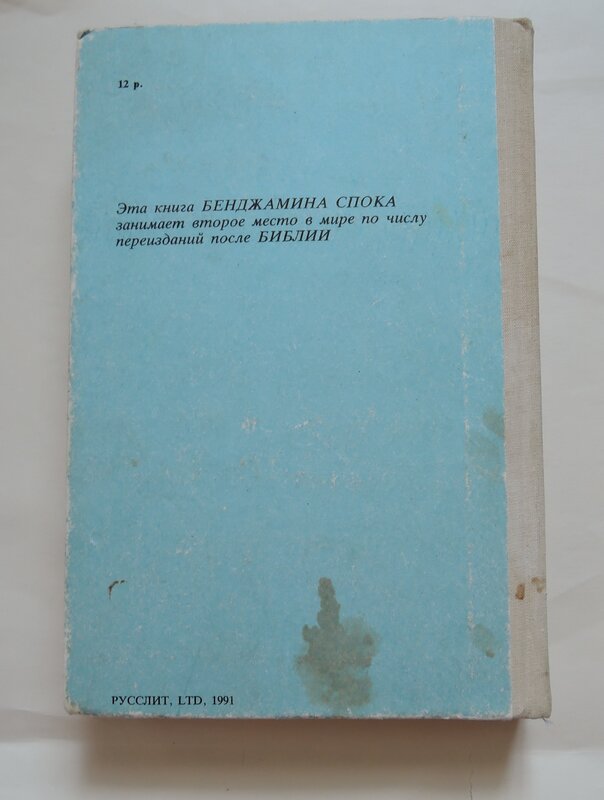 12 р.
Эта книга БЕНДЖАМИНА СПОКА
занимает второе место в мире по числу
переизданий после БИБЛИИ
РУССЛИТ, LTD, 1991